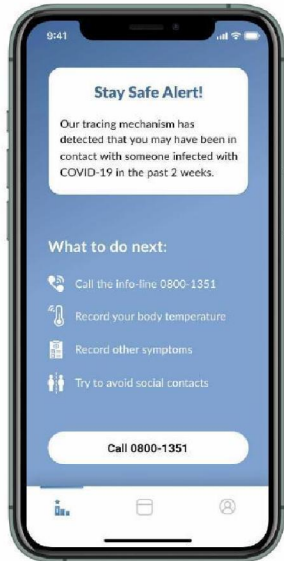 9:41
Stay Safe Alert!
Our tracing mechanism has
detected that you may have been in
contact with someone infected with
COVID-19 in the past 2 weeks.
What to do next:
Call the info-line 0800-1351
Record your body temperature
Record other symptoms
Try to avoid social contacts
Call 0800-1351